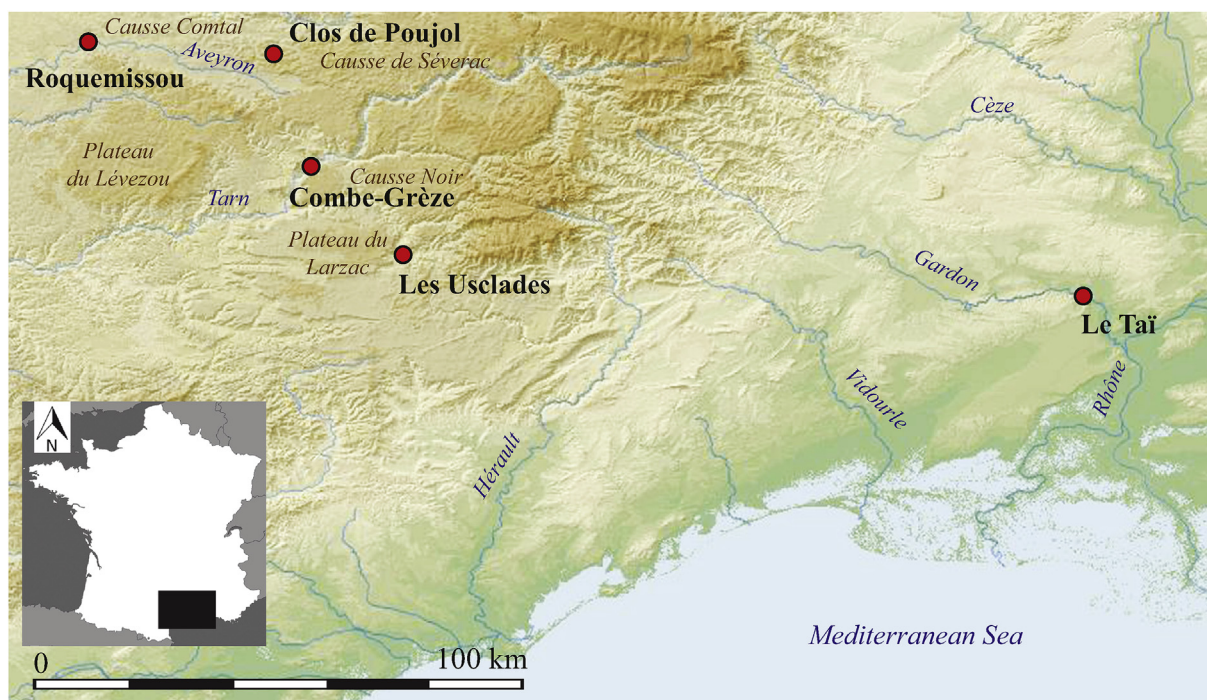 Causse Comtal
Clos de Poujol
Aveyron
Causse de Séverac
Roquemissou
Cèze
Plateau
du Lévezou
Causse Noir
Tarn
Combe-Grèze
Plateau du
Larzac
Gardon
Les Usclades
Le Taï
Rhône
Vidourle
Hérault
N
Mediterranean Sea
0
100 km